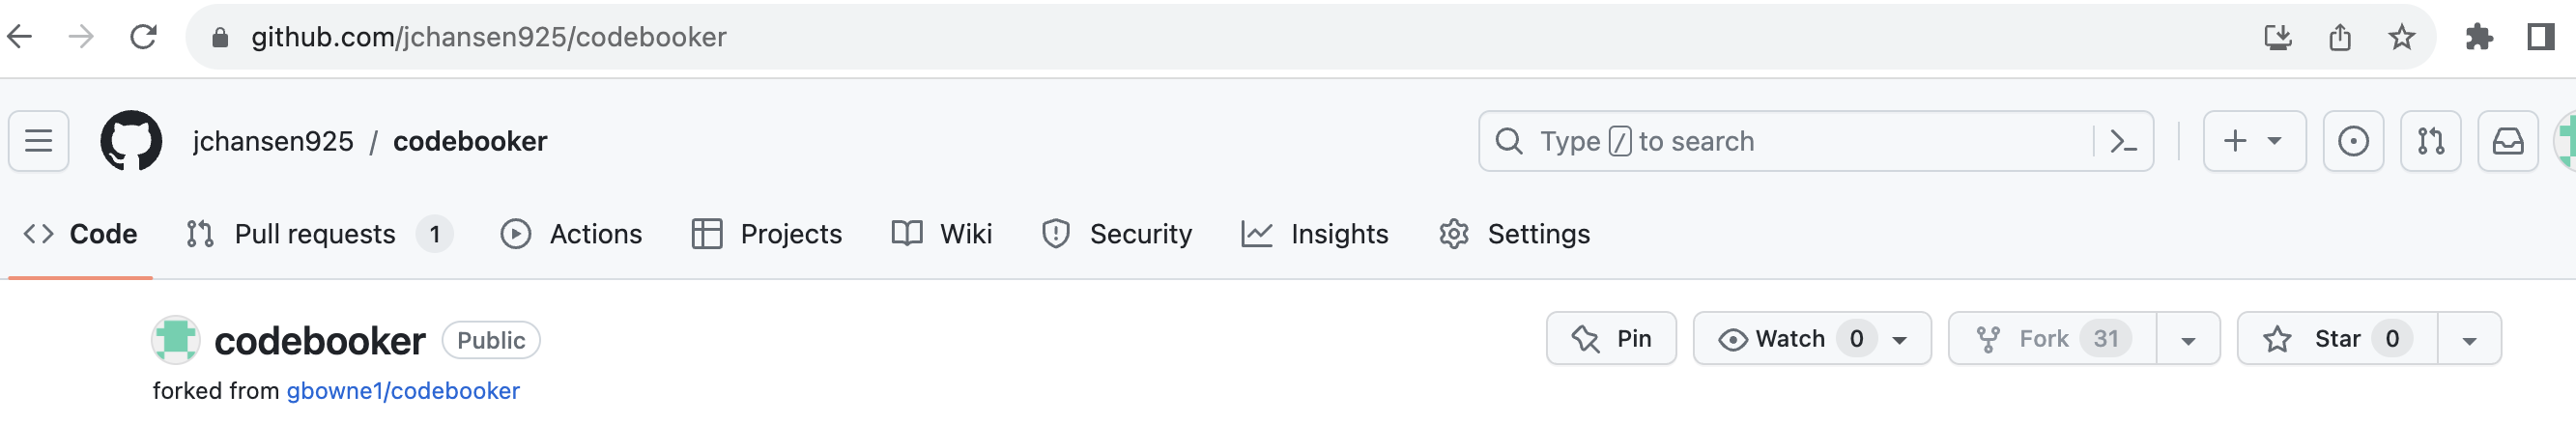 github.com/jchansen925/codebooker
jchansen925 / codebooker
Type / to search
Code Pull requests 1 Actions Projects Wiki Security Insights Settings
codebooker Public Pin Watch 0 Fork 31 Star 0
forked from gbowne1/codebooker